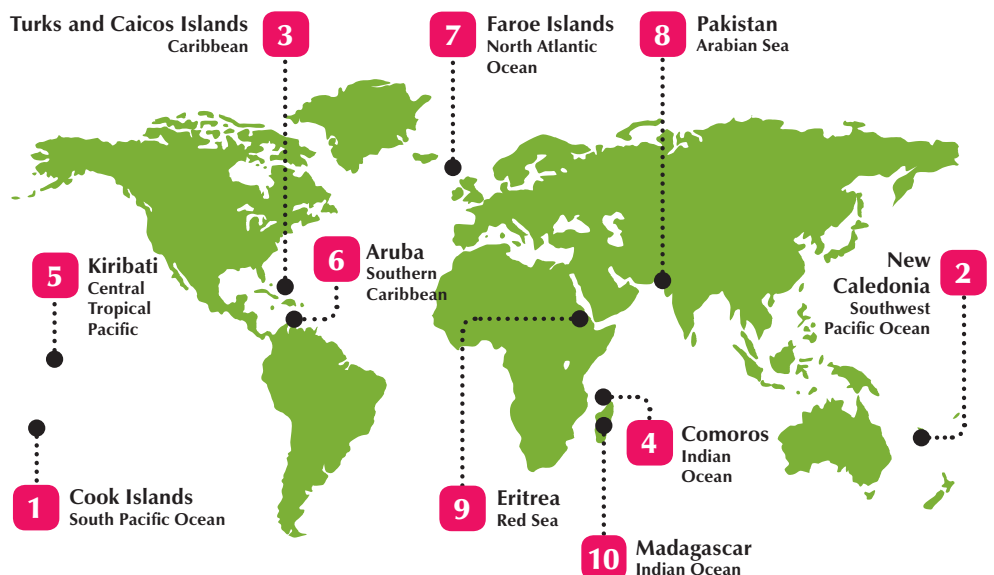 Turks and Caicos Islands
Caribbean
3
7
Faroe Islands
North Atlantic
Ocean
8
Pakistan
Arabian Sea
5
Kiribati
Central
Tropical
Pacific
6
Aruba
Southern
Caribbean
New
Caledonia
Southwest
Pacific Ocean
2
1
Cook Islands
South Pacific Ocean
9
Eritrea
Red Sea
4
Comoros
Indian
Ocean
10
Madagascar
Indian Ocean